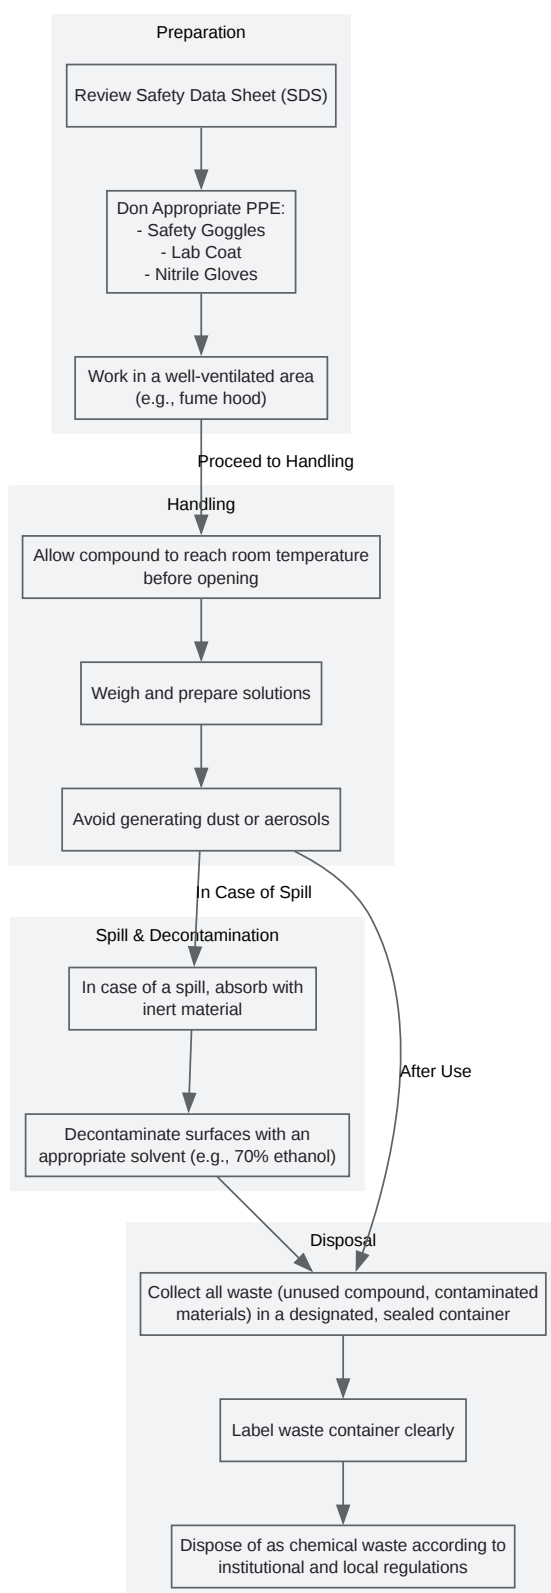 Preparation
Review Safety Data Sheet (SDS)
Don Appropriate PPE:
- Safety Goggles
- Lab Coat
- Nitrile Gloves
Work in a well-ventilated area
(e.g., fume hood)
Proceed to Handling
Handling
Allow compound to reach room temperature
before opening
Weigh and prepare solutions
Avoid generating dust or aerosols
In Case of Spill
Spill & Decontamination
In case of a spill, absorb with
inert material
After Use
Decontaminate surfaces with an
appropriate solvent (e.g., 70% ethanol)
Disposal
Collect all waste (unused compound, contaminated
materials) in a designated, sealed container
Label waste container clearly
Dispose of as chemical waste according to
institutional and local regulations